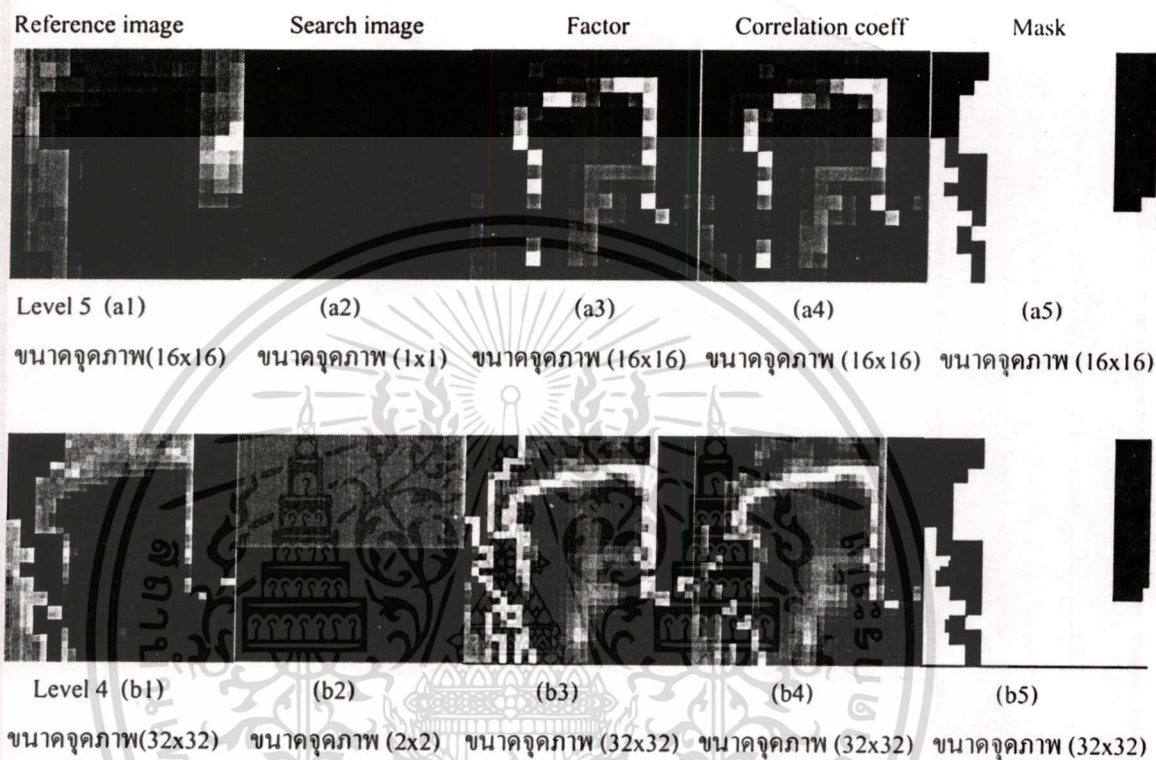 Reference image Search image Factor Correlation coeff Mask
Level 5 (a1) (a2) (a3) (a4) (a5)
ขนาดจุดภาพ(16x16) ขนาดจุดภาพ (1x1) ขนาดจุดภาพ (16x16) ขนาดจุดภาพ (16x16) ขนาดจุดภาพ (16x16)
Level 4 (b1) (b2) (b3) (b4) (b5)
ขนาดจุดภาพ(32x32) ขนาดจุดภาพ (2x2) ขนาดจุดภาพ (32x32) ขนาดจุดภาพ (32x32) ขนาดจุดภาพ (32x32)